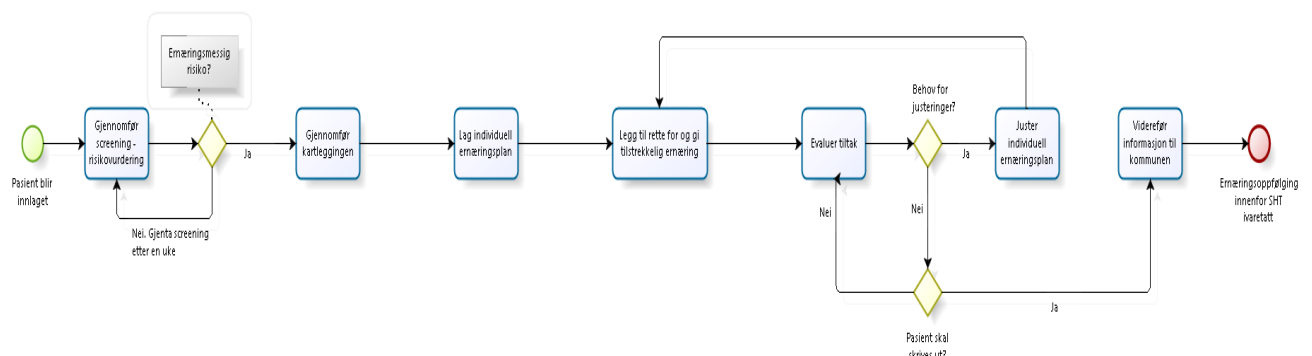 Ernæringsmessig
risiko?
Pasient blir
innlaget
Gjennomfør
screening -
risikovurdering
Ja
Nei. Gjenta screening
etter en uke
Gjennomfør
kartleggingen
Lag individuell
ernæringsplan
Legg til rette for og gi
tilstrekkelig ernæring
Evaluer tiltak
Behov for
justeringer?
Ja
Nei
Nei
Juster
individuell
ernæringsplan
Pasient skal
skrives ut?
Ja
Viderefør
informasjon til
kommunen
Ernæringsoppfølging
innenfor SHT
ivaretatt